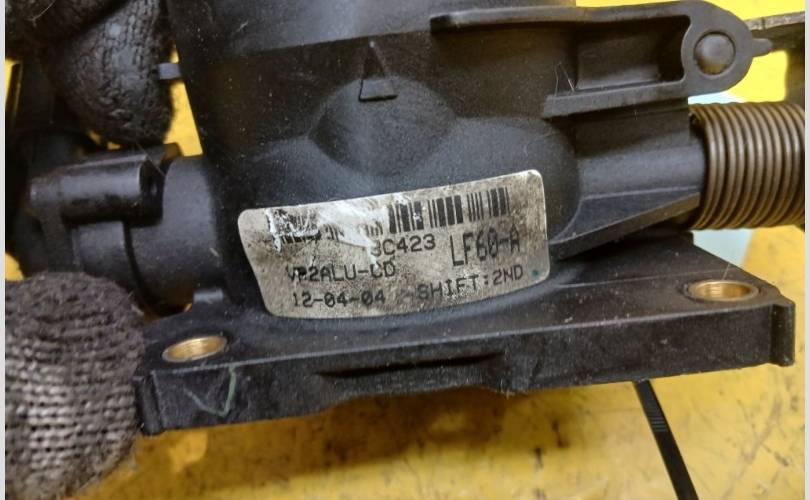 3C423 LF60-A
VP2ALU-CD
12-04-04 SHIFT:2ND